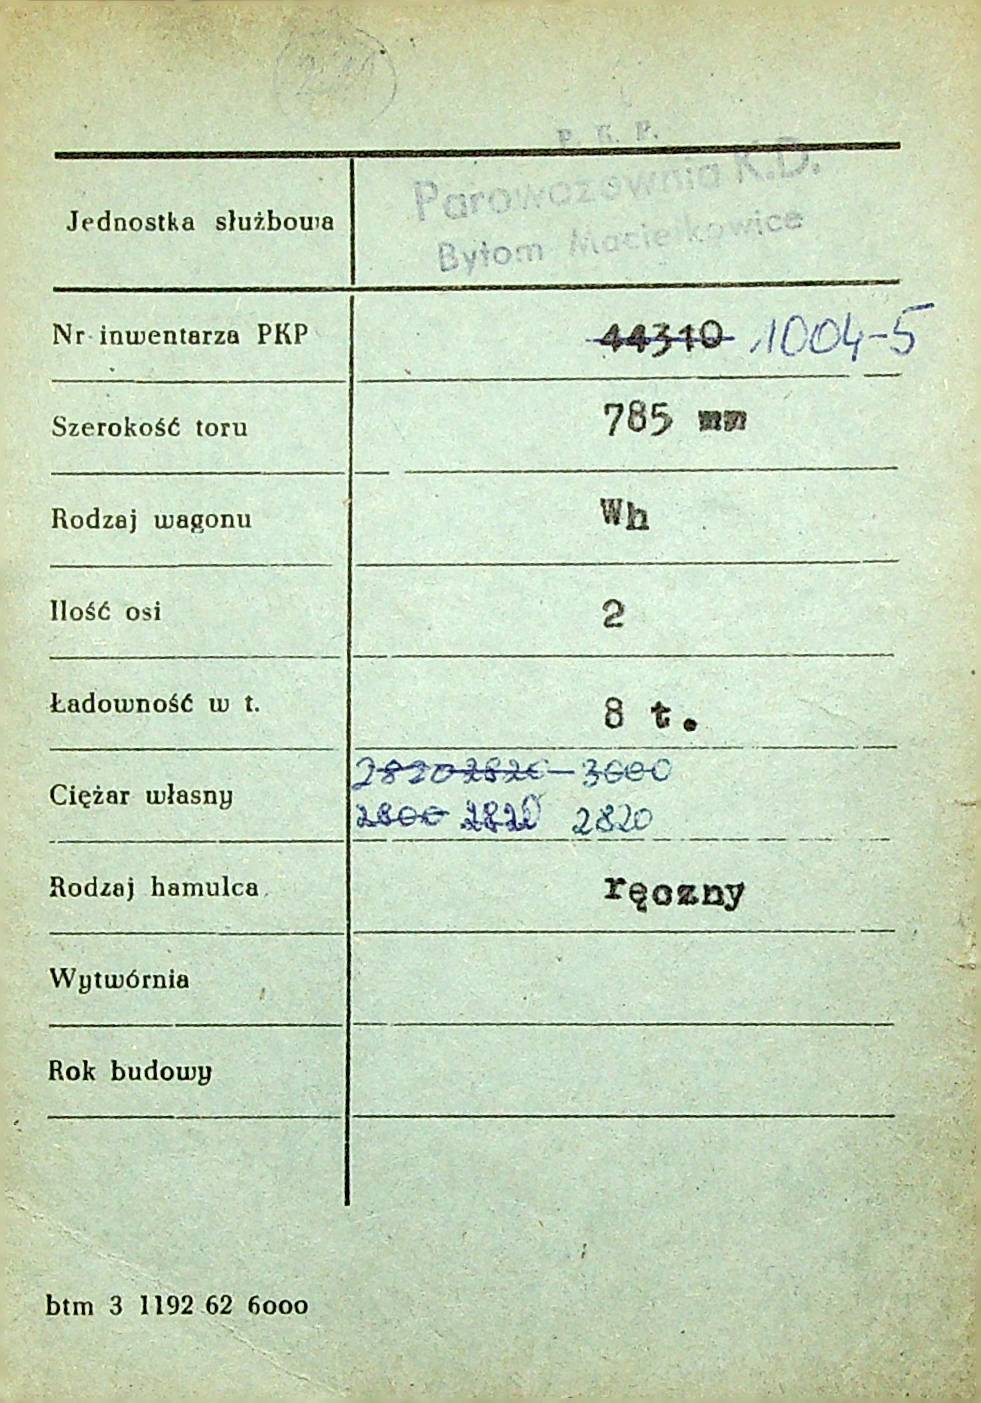 P. K. P.
Parowozownia K.D.
Jednostka służbowa
Bytom Maciejkowice
Nr inwentarza PKP 44310 1004-5
Szerokość toru 785 mm
Rodzaj wagonu Wh
Ilość osi 2
Ładowność w t. 8 t.
2820 2820 3600
Ciężar własny
2800 2820 2820
Rodzaj hamulca ręczny
Wytwórnia
Rok budowy
btm 3 1192 62 6000